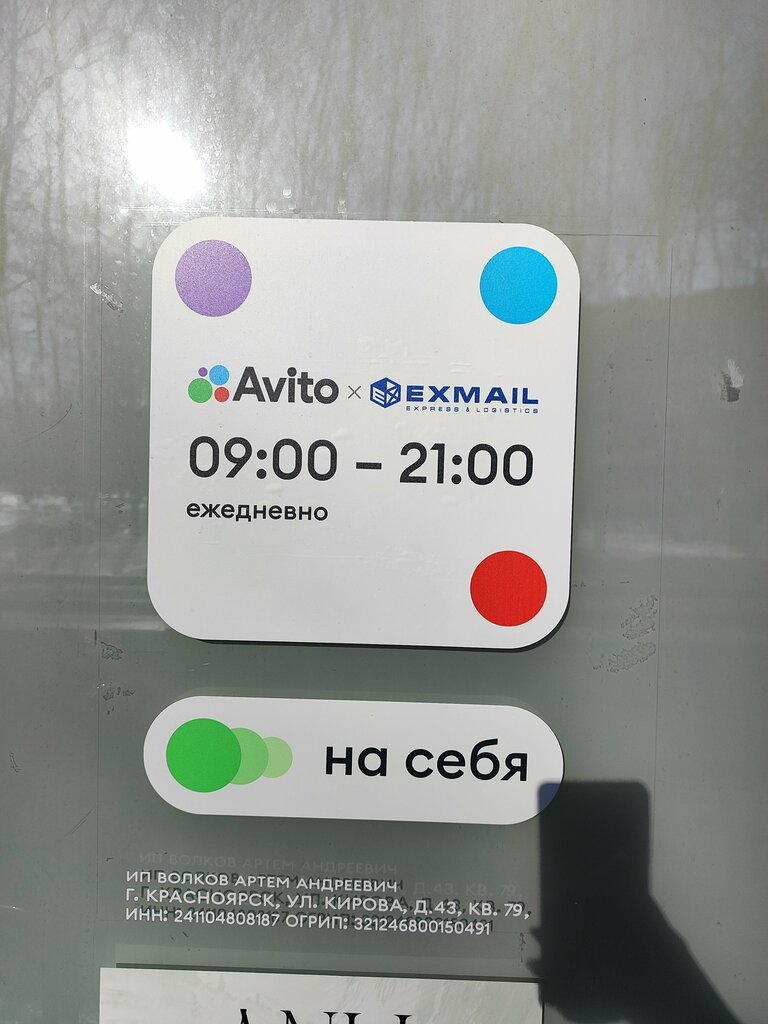 Avito × EXMAIL
EXPRESS & LOGISTICS
09:00 – 21:00
ежедневно
на себя
ИП ВОЛКОВ АРТЕМ АНДРЕЕВИЧ
Г. КРАСНОЯРСК, УЛ. КИРОВА, Д.43, КВ. 79,
ИНН: 241104808187 ОГРИП: 321246800150491